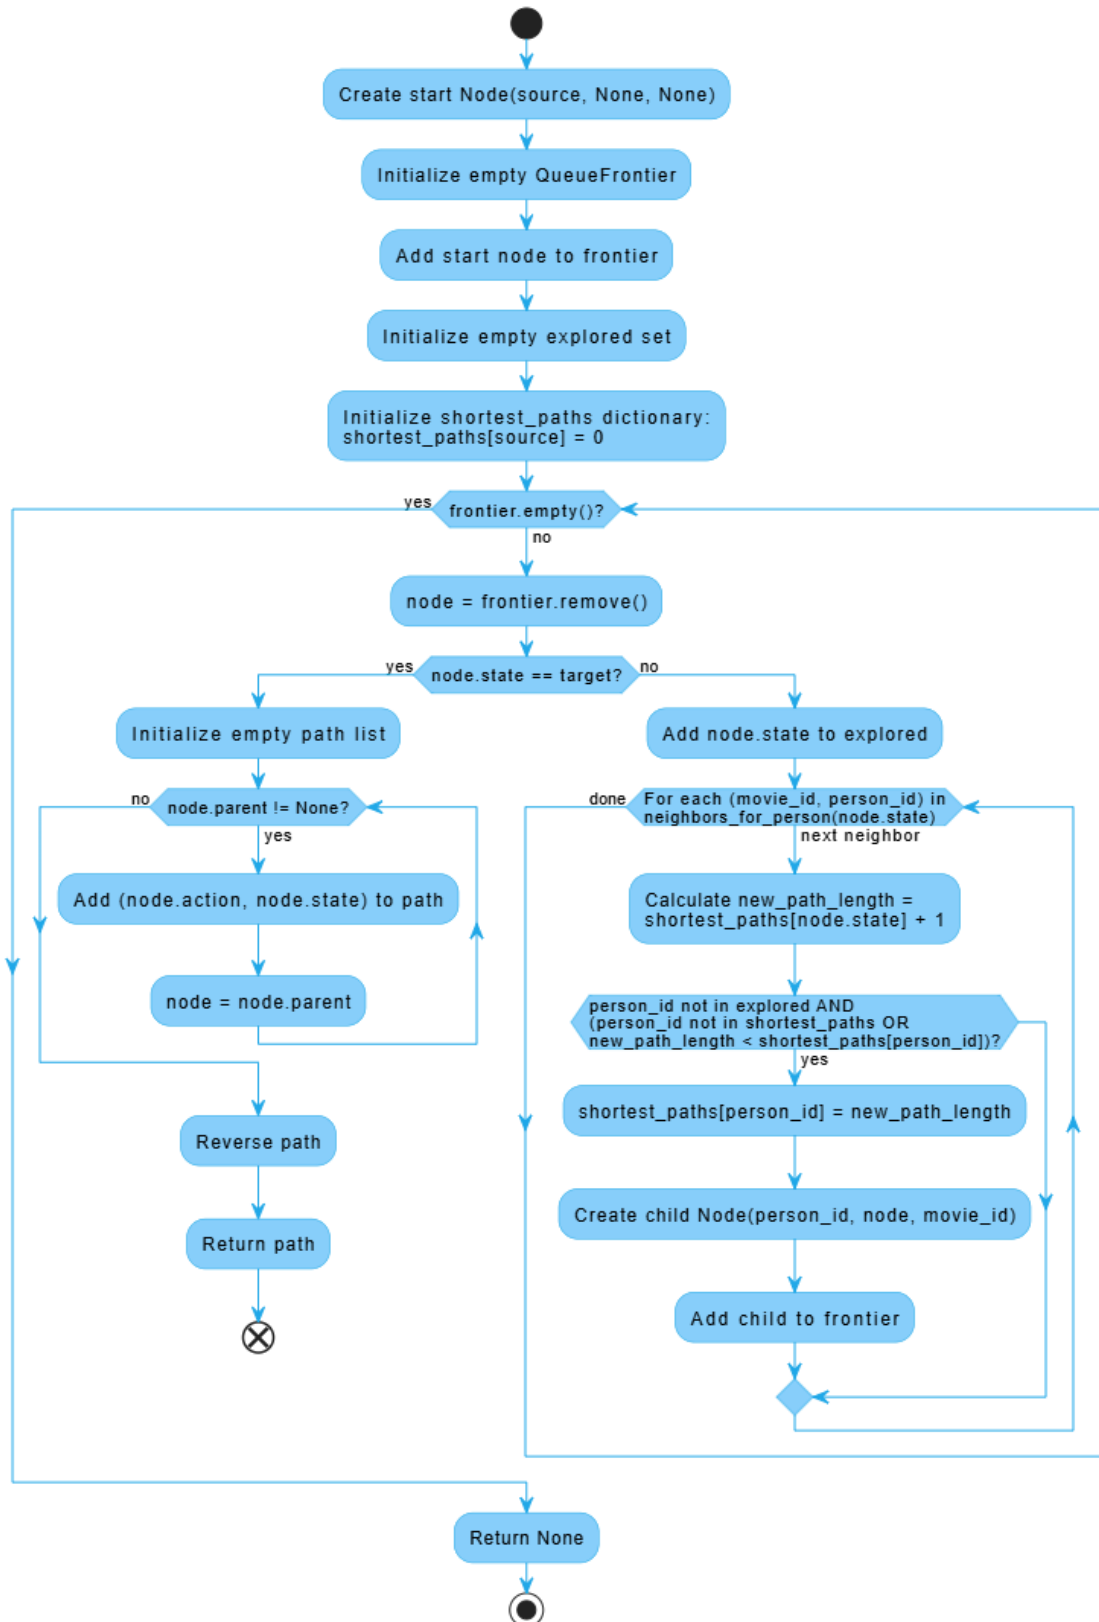 Create start Node(source, None, None)
Initialize empty QueueFrontier
Add start node to frontier
Initialize empty explored set
Initialize shortest_paths dictionary:
shortest_paths[source] = 0
yes
frontier.empty()?
no
node = frontier.remove()
yes
node.state == target?
no
Initialize empty path list
no
node.parent != None?
yes
Add (node.action, node.state) to path
node = node.parent
Reverse path
Return path
Add node.state to explored
done
For each (movie_id, person_id) in
neighbors_for_person(node.state)
next neighbor
Calculate new_path_length =
shortest_paths[node.state] + 1
person_id not in explored AND
(person_id not in shortest_paths OR
new_path_length < shortest_paths[person_id])?
yes
shortest_paths[person_id] = new_path_length
Create child Node(person_id, node, movie_id)
Add child to frontier
Return None